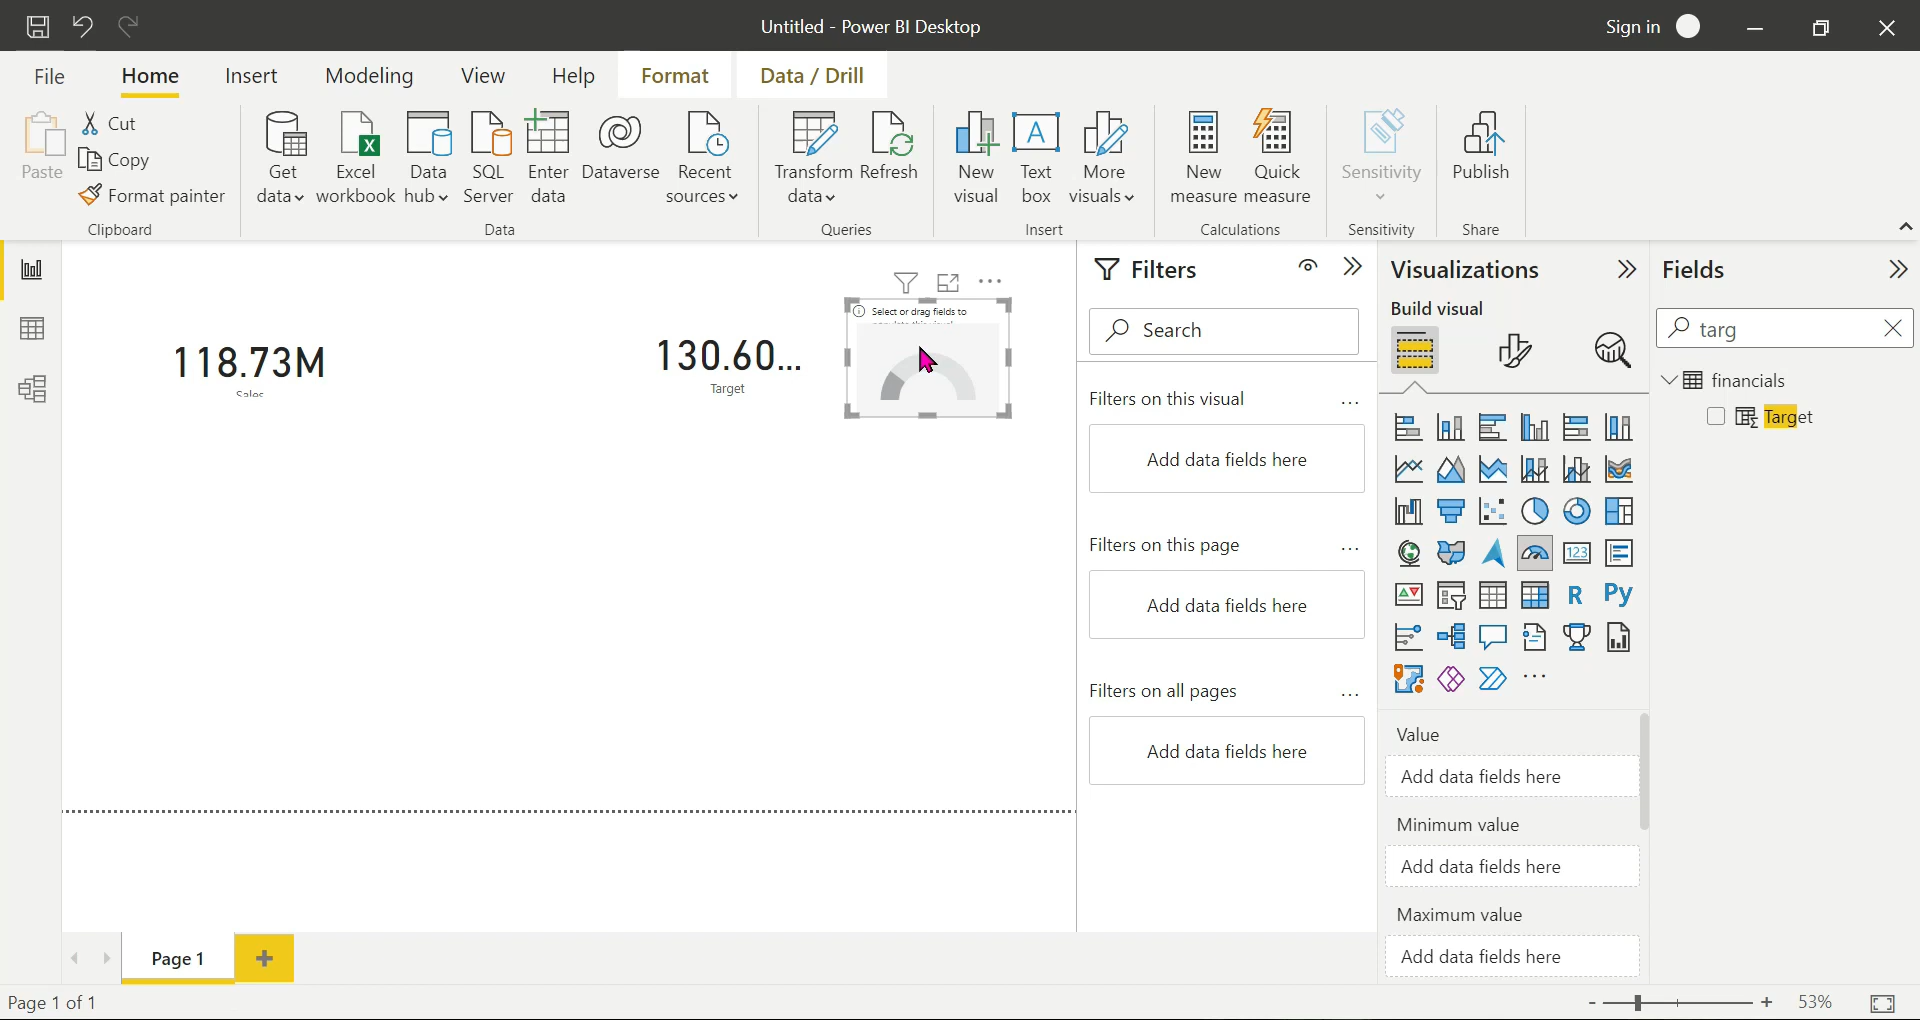 Untitled - Power BI Desktop
Sign in
File Home Insert Modeling View Help Format Data / Drill
Paste
Cut
Copy
Format painter
Clipboard
Get data
Excel workbook
Data hub
SQL Server
Enter data
Dataverse
Recent sources
Data
Transform data
Refresh
Queries
New visual
Text box
More visuals
Insert
New measure
Quick measure
Calculations
Sensitivity
Sensitivity
Publish
Share
118.73M
Sales
130.60...
Target
Select or drag fields to
Filters
Search
Filters on this visual ...
Add data fields here
Filters on this page ...
Add data fields here
Filters on all pages ...
Add data fields here
Visualizations
Build visual
123
R
Py
...
Value
Add data fields here
Minimum value
Add data fields here
Maximum value
Add data fields here
Fields
targ
financials
Target
Page 1
Page 1 of 1
- + 53%